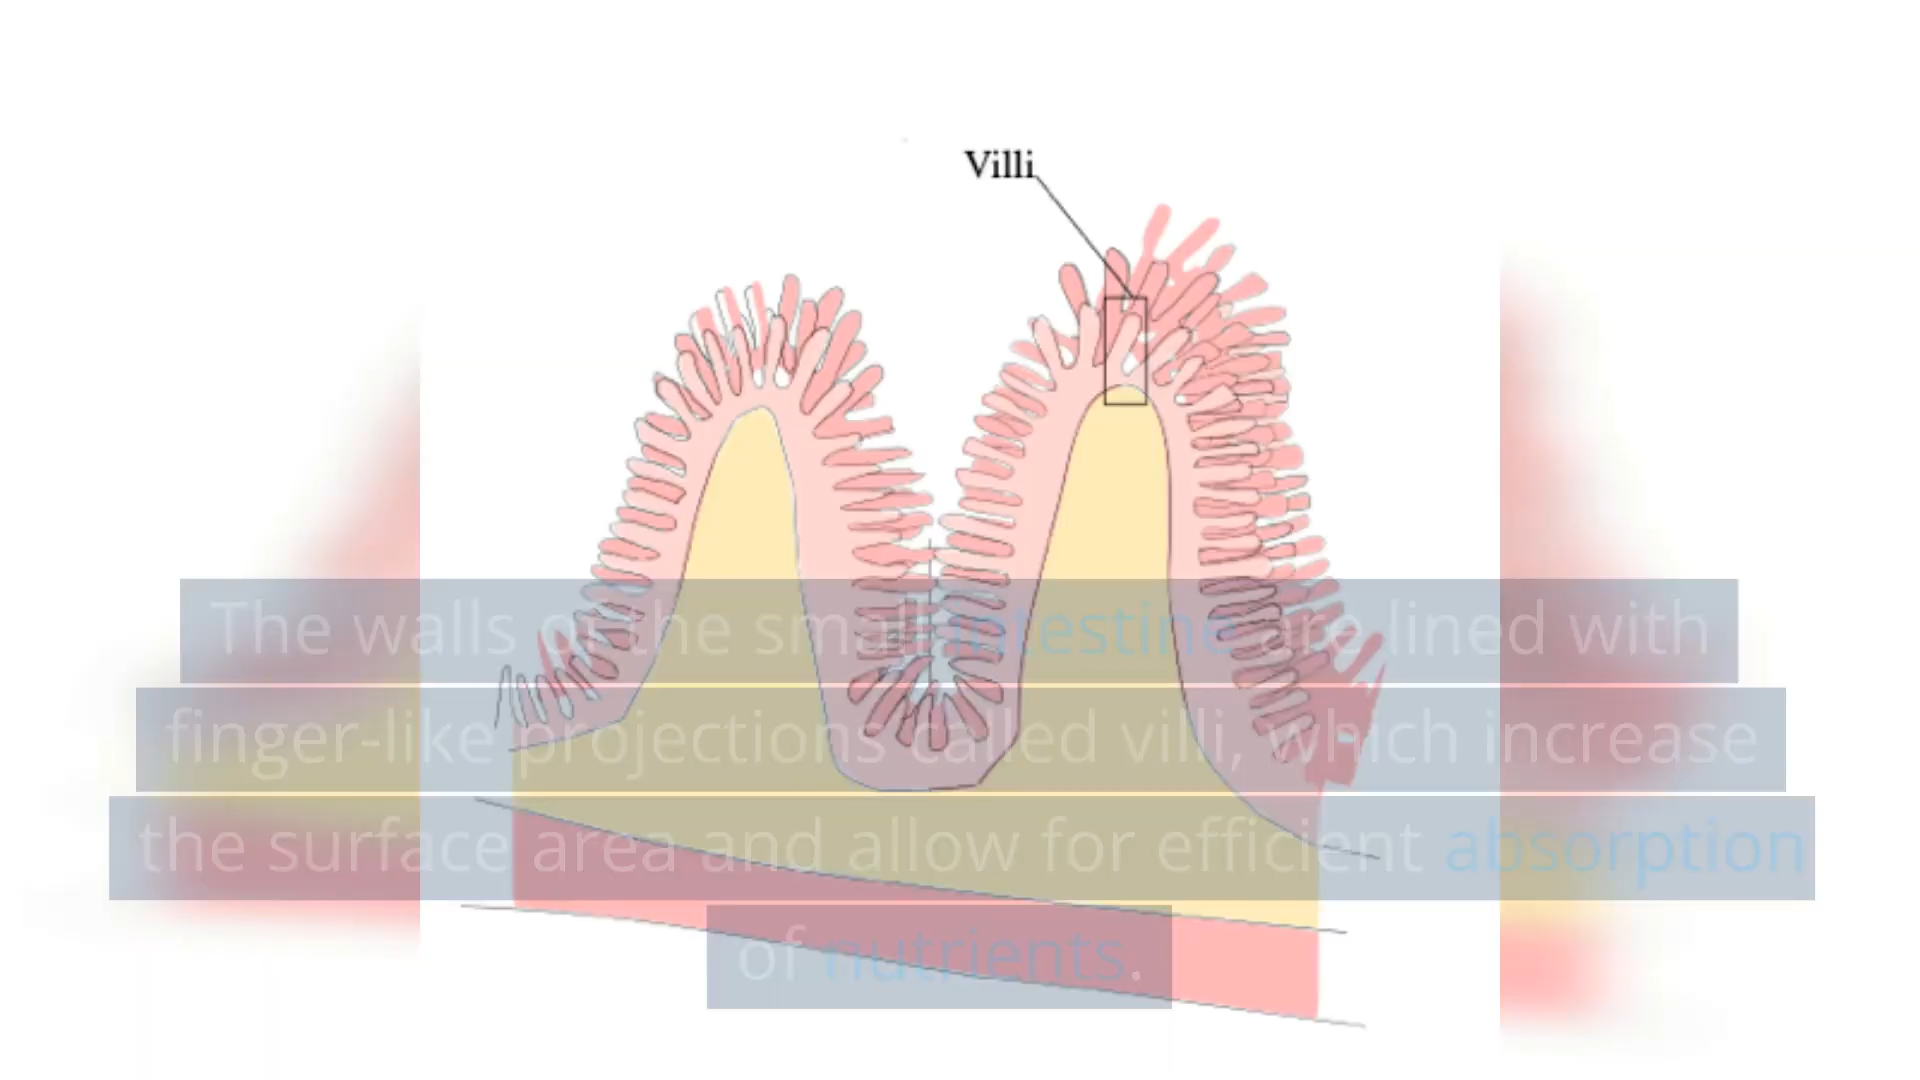 Villi
The walls of the small intestine are lined with
finger-like projections called villi, which increase
the surface area and allow for efficient absorption
of nutrients.